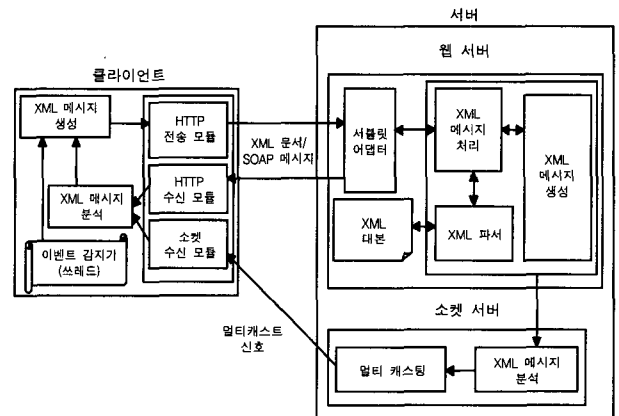 서버
웹 서버
클라이언트
XML 메시지
생성
HTTP
전송 모듈
HTTP
수신 모듈
소켓
수신 모듈
XML 메시지
분석
이벤트 감지가
(쓰레드)
XML 문서/
SOAP 메시지
서블릿
어댑터
XML
메시지
처리
XML
메시지
생성
XML
대본
XML 파서
소켓 서버
멀티캐스트
신호
멀티 캐스팅
XML 메시지
분석